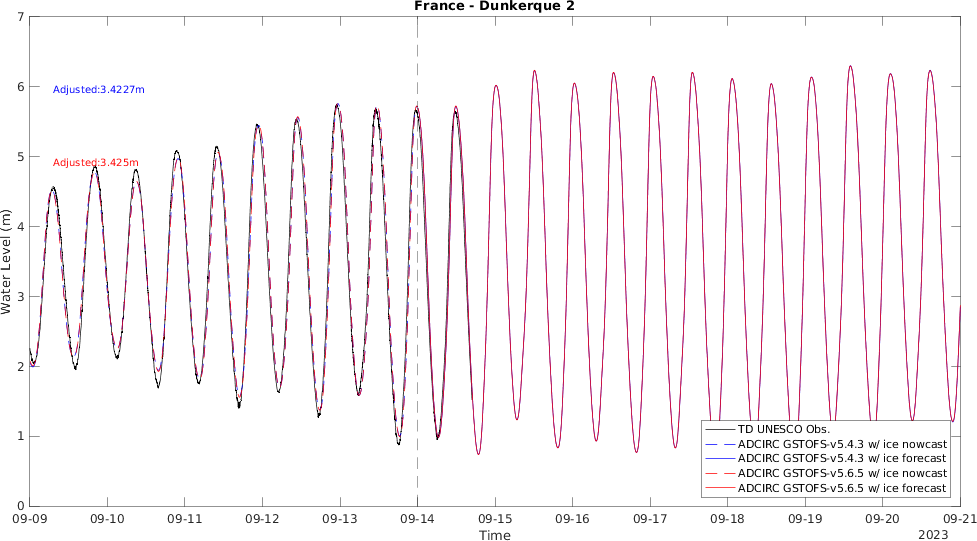 France - Dunkerque 2
7
6
5
4
3
2
1
0
Water Level (m)
Adjusted:3.4227m
Adjusted:3.425m
TD UNESCO Obs.
ADCIRC GSTOFS-v5.4.3 w/ ice nowcast
ADCIRC GSTOFS-v5.4.3 w/ ice forecast
ADCIRC GSTOFS-v5.6.5 w/ ice nowcast
ADCIRC GSTOFS-v5.6.5 w/ ice forecast
09-09 09-10 09-11 09-12 09-13 09-14 09-15 09-16 09-17 09-18 09-19 09-20 09-21
Time
2023